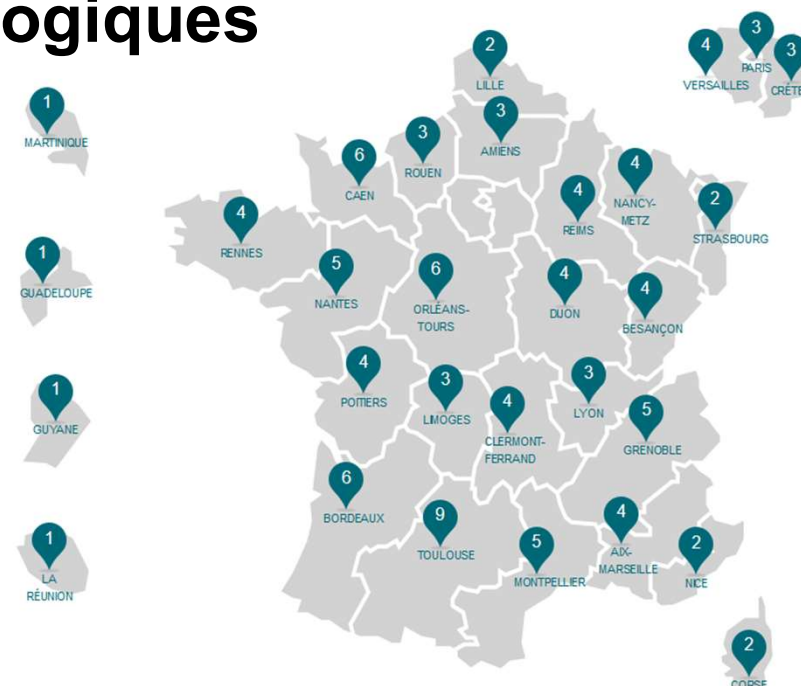 ogiques
3
4
3
PARIS
VERSAILLES
CRÉTE
2
LILLE
1
MARTINIQUE
3
AMIENS
3
ROUEN
6
CAEN
4
NANCY-
METZ
4
REIMS
2
STRASBOURG
4
RENNES
5
NANTES
6
ORLÉANS-
TOURS
4
DIJON
4
BESANÇON
1
GUADELOUPE
4
POITIERS
3
LIMOGES
4
CLERMONT-
FERRAND
3
LYON
5
GRENOBLE
1
GUYANE
6
BORDEAUX
9
TOULOUSE
5
MONTPELLIER
4
AIX-
MARSEILLE
2
NICE
1
LA
RÉUNION
2
CORSE